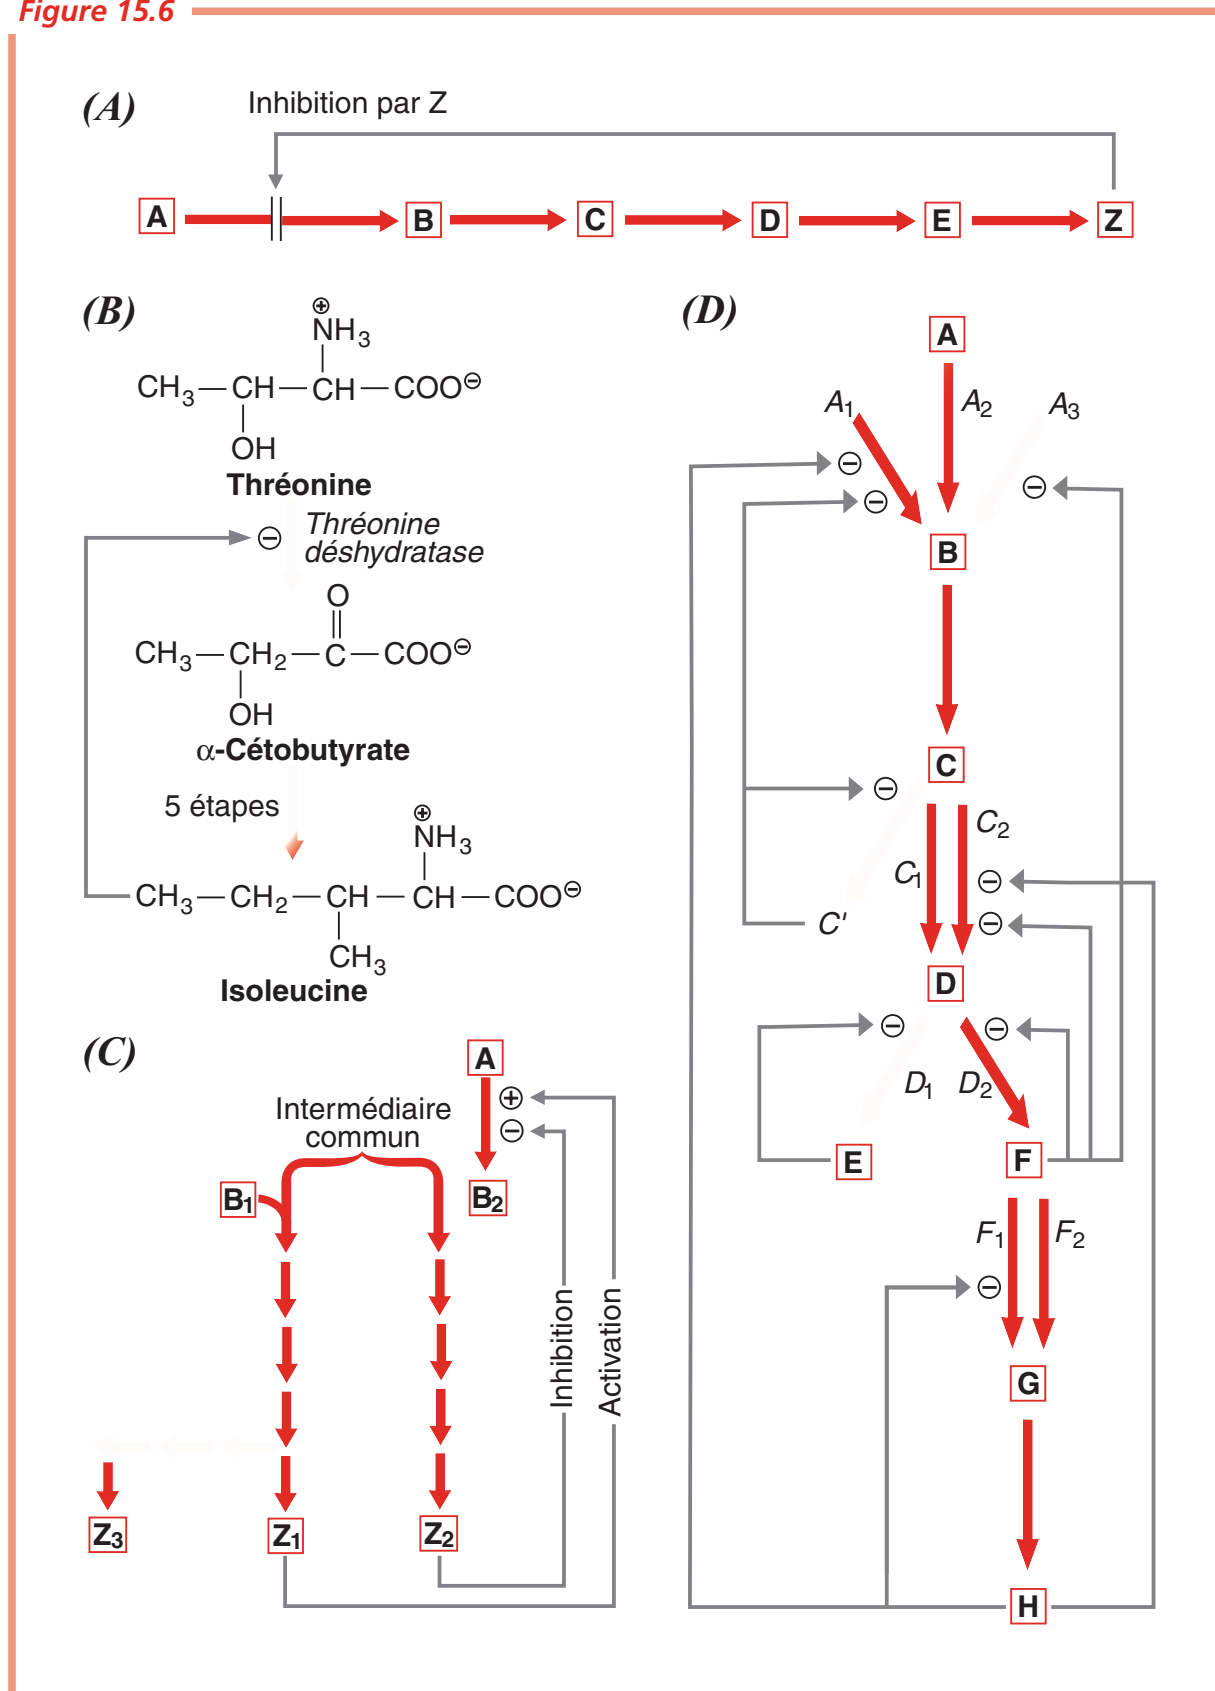 Figure 15.6
(A)
Inhibition par Z
A B C D E Z
(B)
⊕
NH3
CH3—CH—CH—COO⊖
OH
Thréonine
⊖ Thréonine
déshydratase
O
CH3—CH2—C—COO⊖
OH
α-Cétobutyrate
5 étapes
⊕
NH3
CH3—CH2—CH—CH—COO⊖
CH3
Isoleucine
(C)
A
⊕
⊖
Intermédiaire
commun
B1
B2
Inhibition
Activation
Z3
Z1
Z2
(D)
A
A1
A2
A3
⊖
⊖
⊖
B
C
⊖
C2
C1
⊖
⊖
C'
D
⊖
⊖
D1
D2
E
F
F1
F2
⊖
G
H